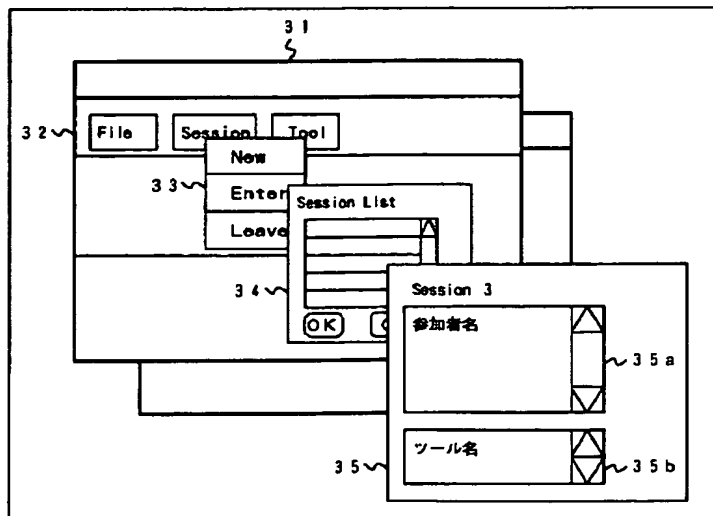 31
32
File Session Tool
New
33
Enter
Leave
Session List
34
OK
Session 3
参加者名
35a
ツール名
35
35b